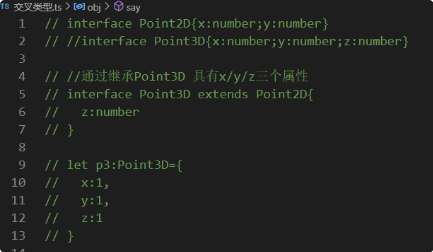 TS 交叉类型.ts > obj > say
1 // interface Point2D{x:number;y:number}
2 // //interface Point3D{x:number;y:number;z:number}
3
4 // //通过继承Point3D 具有x/y/z三个属性
5 // interface Point3D extends Point2D{
6 //   z:number
7 // }
8
9 // let p3:Point3D={
10 //   x:1,
11 //   y:1,
12 //   z:1
13 // }